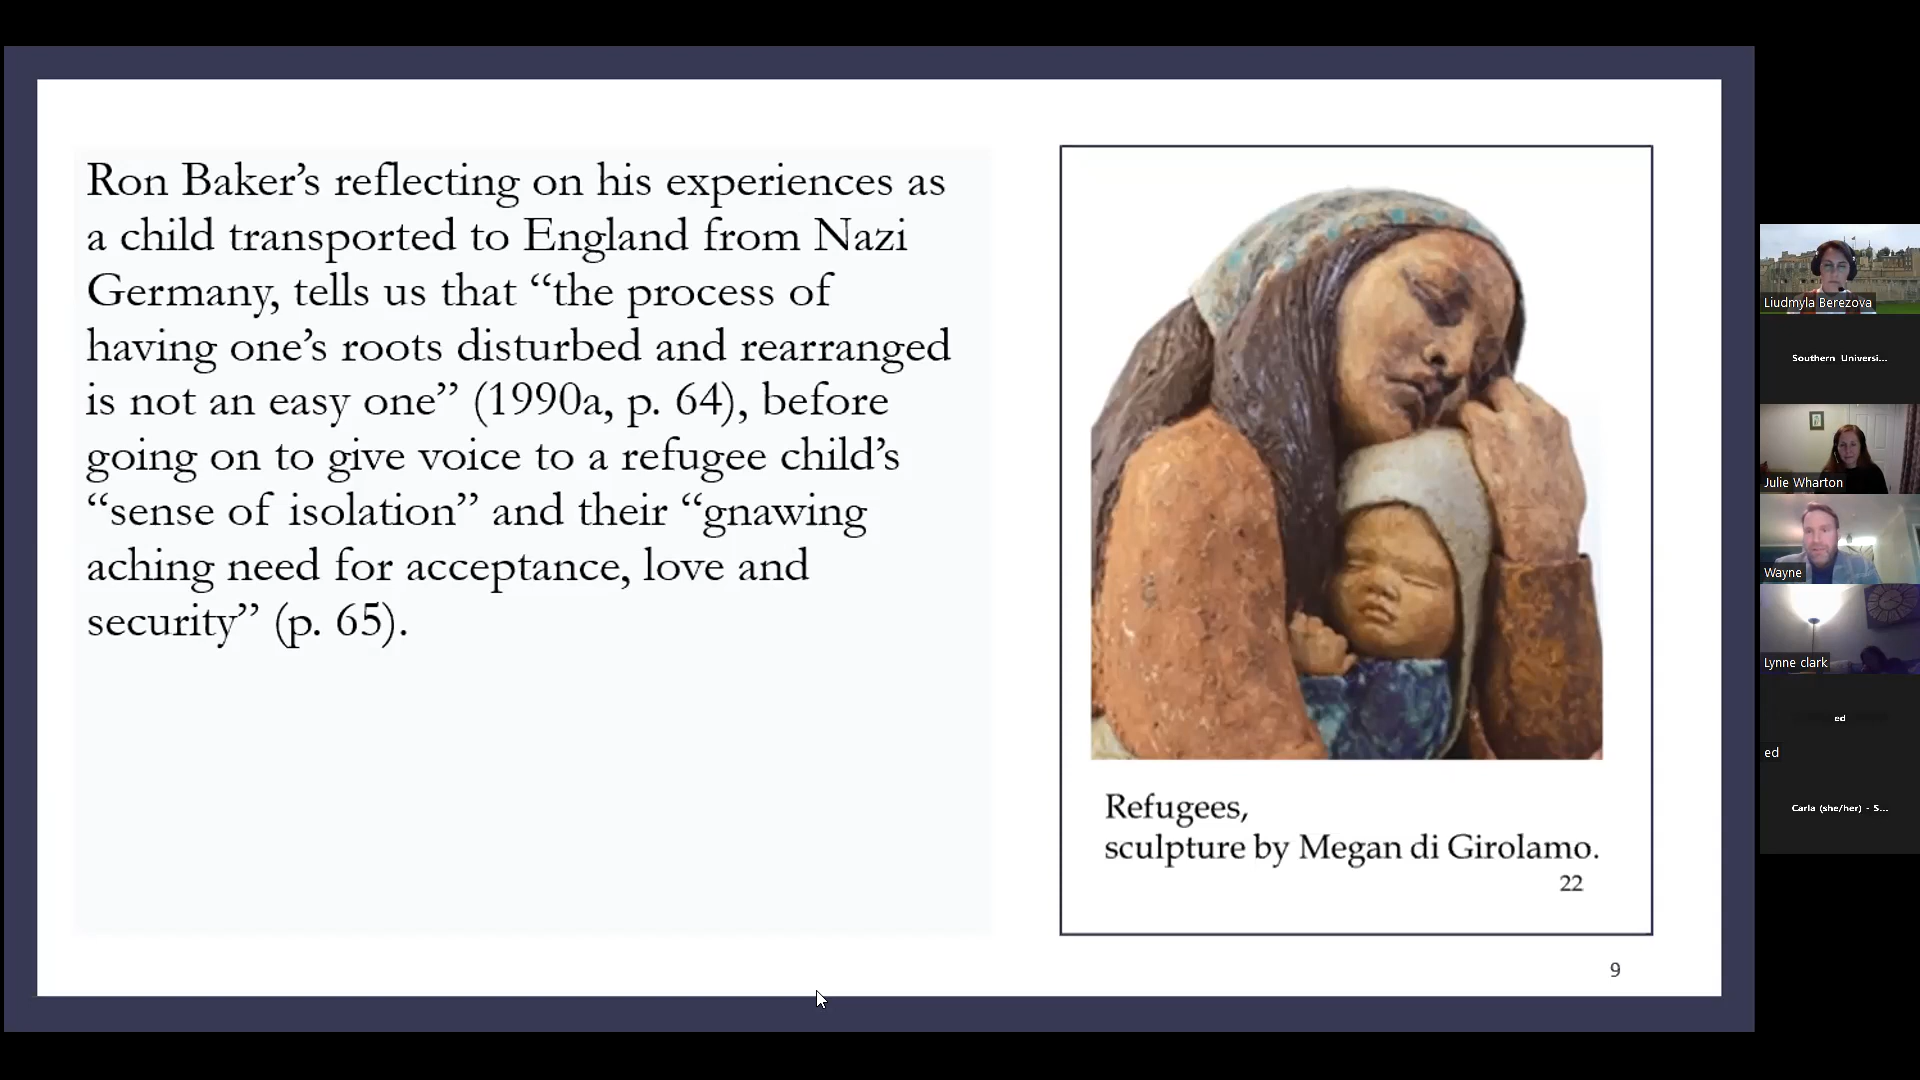 Ron Baker’s reflecting on his experiences as
a child transported to England from Nazi
Germany, tells us that “the process of
having one’s roots disturbed and rearranged
is not an easy one” (1990a, p. 64), before
going on to give voice to a refugee child’s
“sense of isolation” and their “gnawing
aching need for acceptance, love and
security” (p. 65).
Refugees,
sculpture by Megan di Girolamo.
22
9
Liudmyla Berezova
Southern Universi...
Julie Wharton
Wayne
Lynne clark
ed
ed
Carla (she/her) - S...